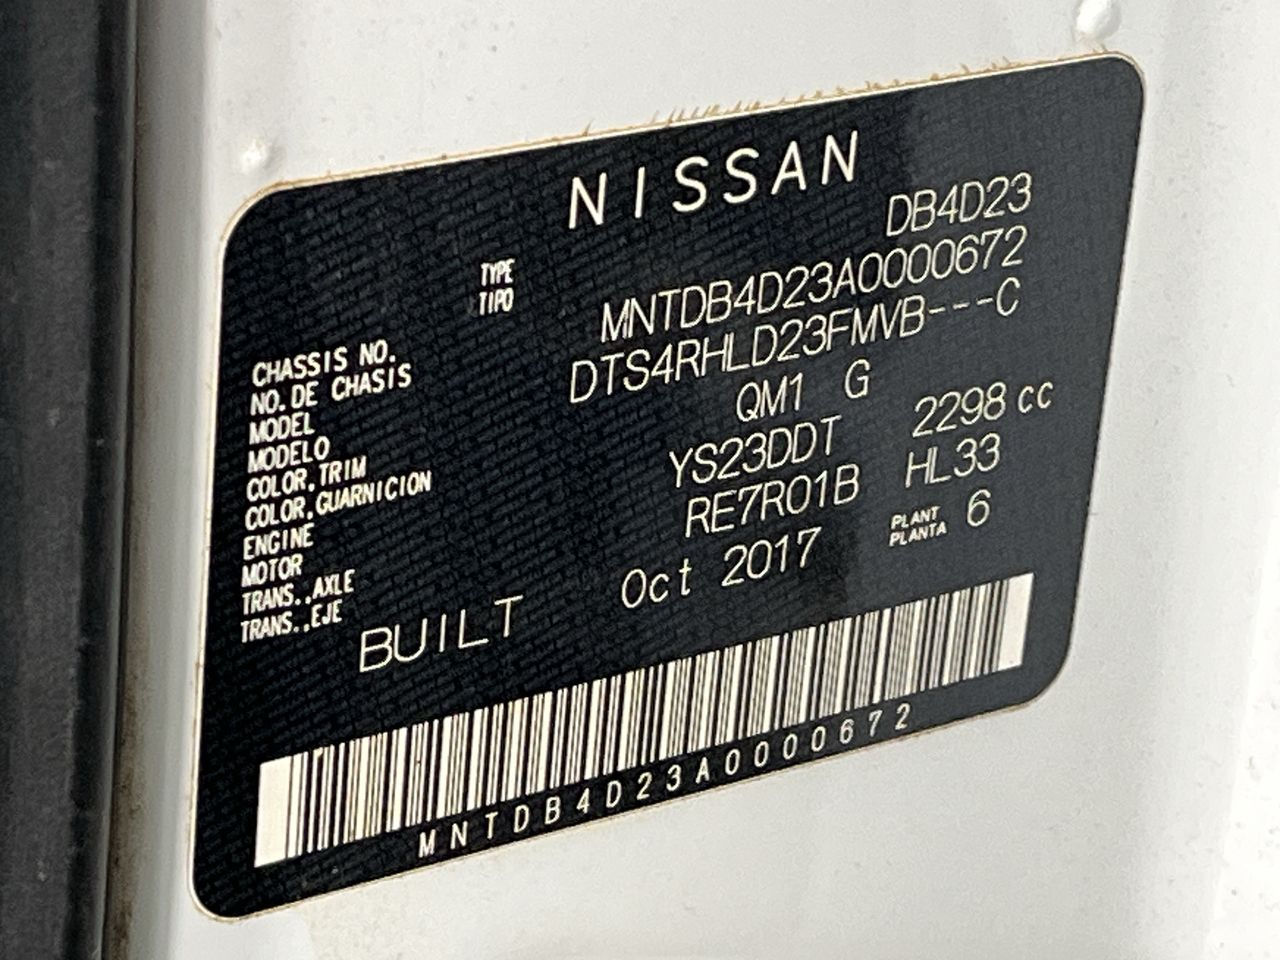 NISSAN
TYPE DB4D23
TIPO
CHASSIS NO. MNTDB4D23A0000672
NO. DE CHASIS
MODEL DTS4RHLD23FMVB---C
MODELO
COLOR, TRIM QM1 G
COLOR, GUARNICION
ENGINE YS23DDT 2298 cc
MOTOR
TRANS., AXLE RE7R01B HL33
TRANS., EJE
BUILT Oct 2017 PLANT 6
PLANTA
MNTDB4D23A0000672